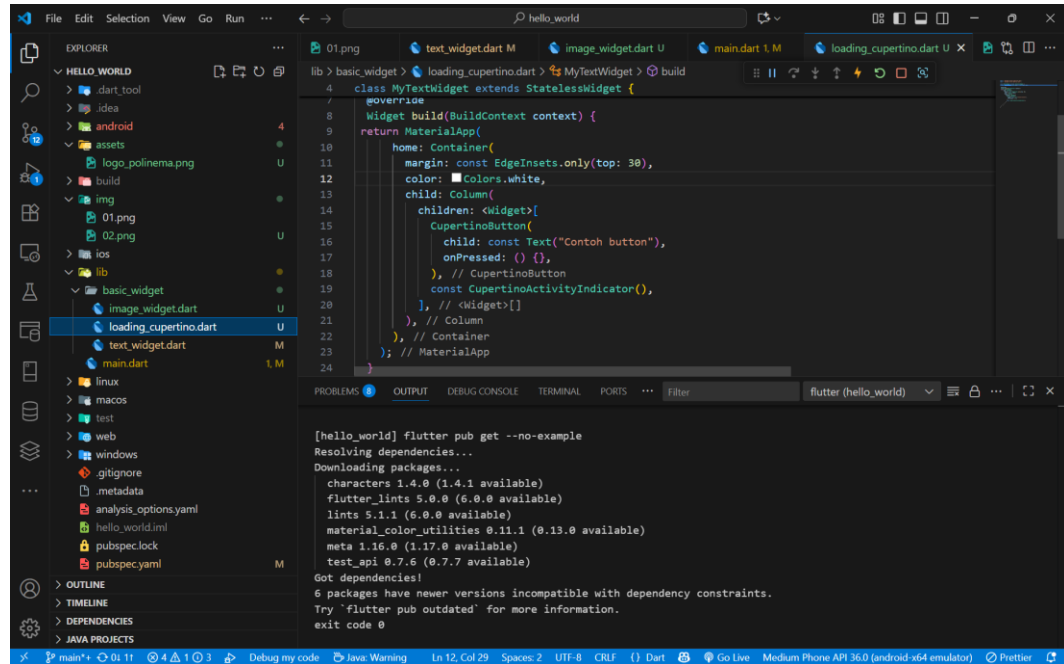 File Edit Selection View Go Run ··· hello_world
EXPLORER ···
HELLO_WORLD
.dart_tool
.idea
android 4
assets
logo_polinema.png U
build
img
01.png
02.png U
ios
lib
basic_widget
image_widget.dart U
loading_cupertino.dart U
text_widget.dart M
main.dart 1, M
linux
macos
test
web
windows
.gitignore
.metadata
analysis_options.yaml
hello_world.iml
pubspec.lock
pubspec.yaml M
OUTLINE
TIMELINE
DEPENDENCIES
JAVA PROJECTS
12
1
01.png text_widget.dart M image_widget.dart U main.dart 1, M loading_cupertino.dart U
lib > basic_widget > loading_cupertino.dart > MyTextWidget > build
4 class MyTextWidget extends StatelessWidget {
7 @override
8 Widget build(BuildContext context) {
9 return MaterialApp(
10 home: Container(
11 margin: const EdgeInsets.only(top: 30),
12 color: Colors.white,
13 child: Column(
14 children: <Widget>[
15 CupertinoButton(
16 child: const Text("Contoh button"),
17 onPressed: () {},
18 ), // CupertinoButton
19 const CupertinoActivityIndicator(),
20 ], // <Widget>[]
21 ), // Column
22 ), // Container
23 ); // MaterialApp
24 }
PROBLEMS 8 OUTPUT DEBUG CONSOLE TERMINAL PORTS ··· Filter flutter (hello_world)
[hello_world] flutter pub get --no-example
Resolving dependencies...
Downloading packages...
characters 1.4.0 (1.4.1 available)
flutter_lints 5.0.0 (6.0.0 available)
lints 5.1.1 (6.0.0 available)
material_color_utilities 0.11.1 (0.13.0 available)
meta 1.16.0 (1.17.0 available)
test_api 0.7.6 (0.7.7 available)
Got dependencies!
6 packages have newer versions incompatible with dependency constraints.
Try `flutter pub outdated` for more information.
exit code 0
main*+ 0↓ 1↑ 4 1 3 Debug my code Java: Warning Ln 12, Col 29 Spaces: 2 UTF-8 CRLF {} Dart Go Live Medium Phone API 36.0 (android-x64 emulator) Prettier